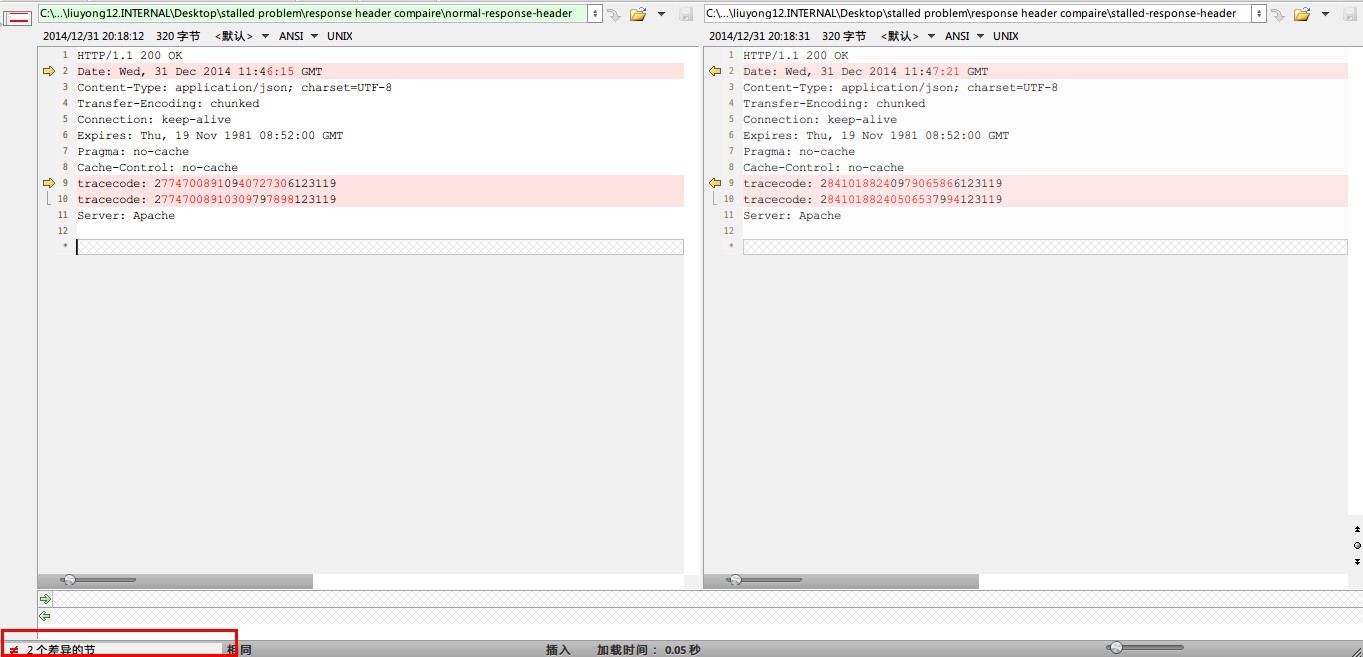 C:\...\liuyong12.INTERNAL\Desktop\stalled problem\response header compaire\normal-response-header
2014/12/31 20:18:12 320 字节 <默认> ANSI UNIX
1 HTTP/1.1 200 OK
2 Date: Wed, 31 Dec 2014 11:46:15 GMT
3 Content-Type: application/json; charset=UTF-8
4 Transfer-Encoding: chunked
5 Connection: keep-alive
6 Expires: Thu, 19 Nov 1981 08:52:00 GMT
7 Pragma: no-cache
8 Cache-Control: no-cache
9 tracecode: 27747008910940727306123119
10 tracecode: 27747008910309797898123119
11 Server: Apache
12
*
C:\...\liuyong12.INTERNAL\Desktop\stalled problem\response header compaire\stalled-response-header
2014/12/31 20:18:31 320 字节 <默认> ANSI UNIX
1 HTTP/1.1 200 OK
2 Date: Wed, 31 Dec 2014 11:47:21 GMT
3 Content-Type: application/json; charset=UTF-8
4 Transfer-Encoding: chunked
5 Connection: keep-alive
6 Expires: Thu, 19 Nov 1981 08:52:00 GMT
7 Pragma: no-cache
8 Cache-Control: no-cache
9 tracecode: 28410188240979065866123119
10 tracecode: 28410188240506537994123119
11 Server: Apache
12
*
≠ 2 个差异的节 相同 插入 加载时间： 0.05 秒